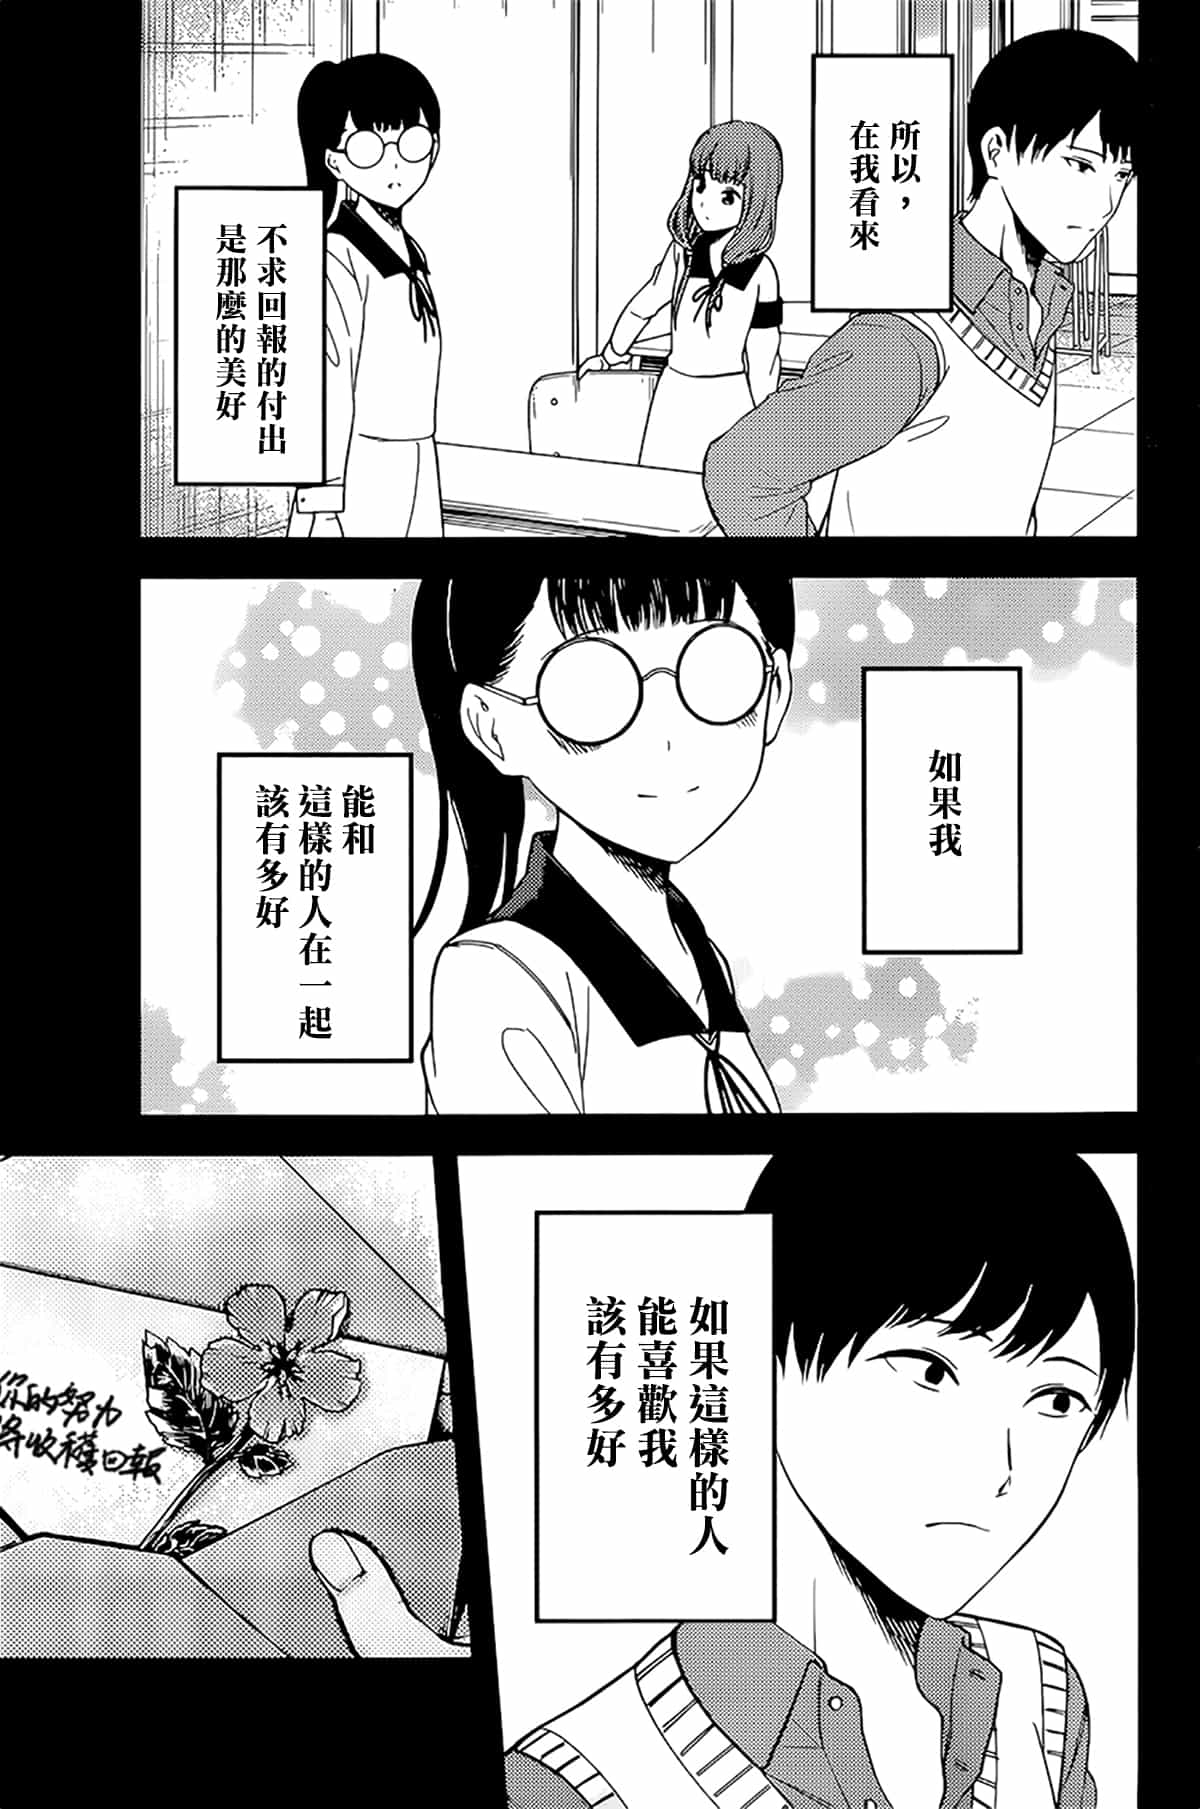 所以，
在我看來
不求回報的付出
是那麼的美好
如果我
能和
這樣的人在一起
該有多好
如果這樣的人
能喜歡我
該有多好
你的努力
將收穫回報